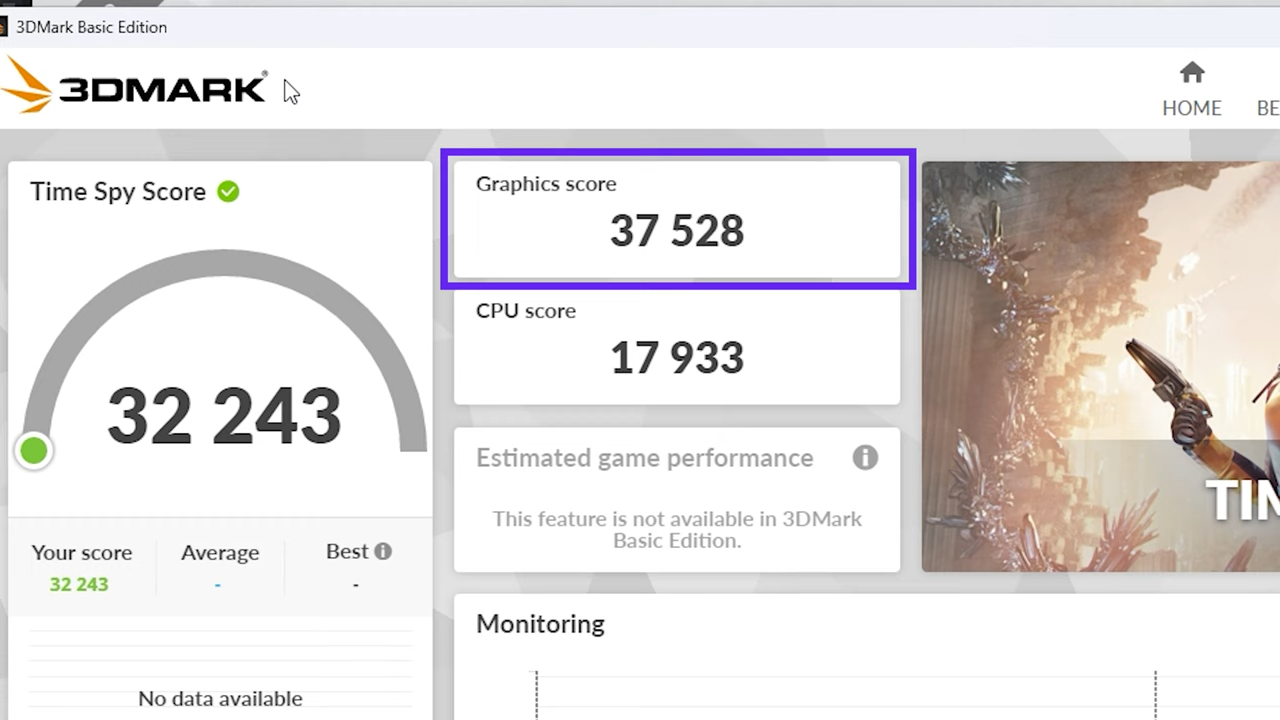 3DMark Basic Edition
3DMARK®
HOME
BE
Time Spy Score
32 243
Your score
Average
Best
32 243
-
-
No data available
Graphics score
37 528
CPU score
17 933
Estimated game performance
This feature is not available in 3DMark
Basic Edition.
Monitoring
TIM